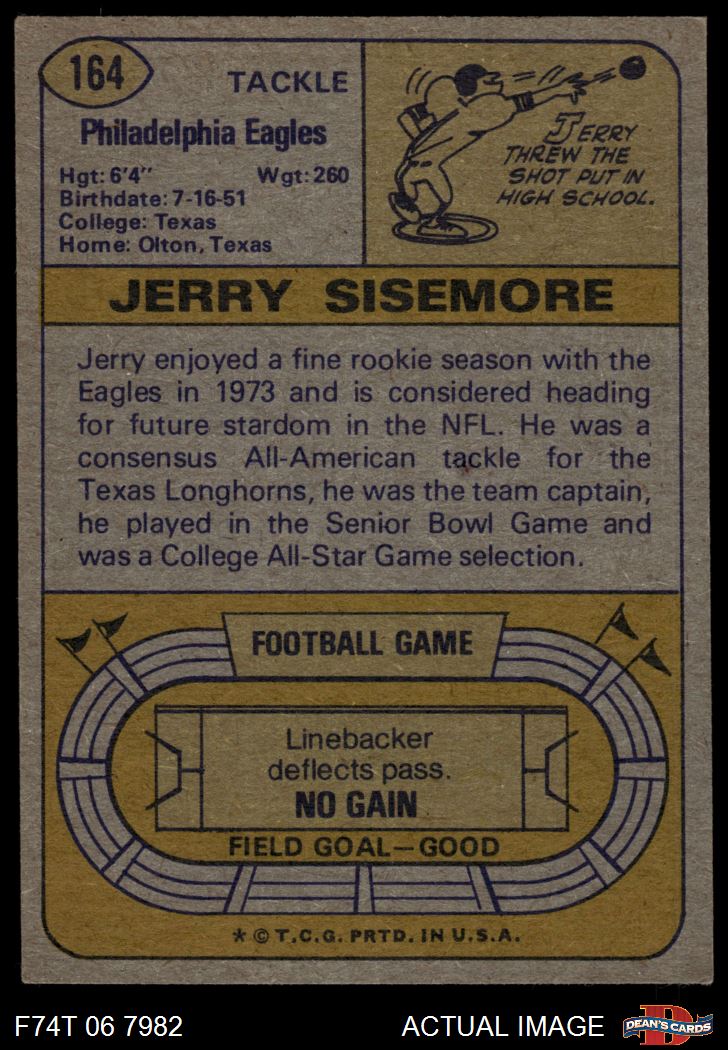 164
TACKLE
Philadelphia Eagles
Hgt: 6'4" Wgt: 260
Birthdate: 7-16-51
College: Texas
Home: Olton, Texas
JERRY
THREW THE
SHOT PUT IN
HIGH SCHOOL.
JERRY SISEMORE
Jerry enjoyed a fine rookie season with the
Eagles in 1973 and is considered heading
for future stardom in the NFL. He was a
consensus All-American tackle for the
Texas Longhorns, he was the team captain,
he played in the Senior Bowl Game and
was a College All-Star Game selection.
FOOTBALL GAME
Linebacker
deflects pass.
NO GAIN
FIELD GOAL—GOOD
* © T.C.G. PRTD. IN U.S.A.
F74T 06 7982 ACTUAL IMAGE
D
DEAN'S CARDS